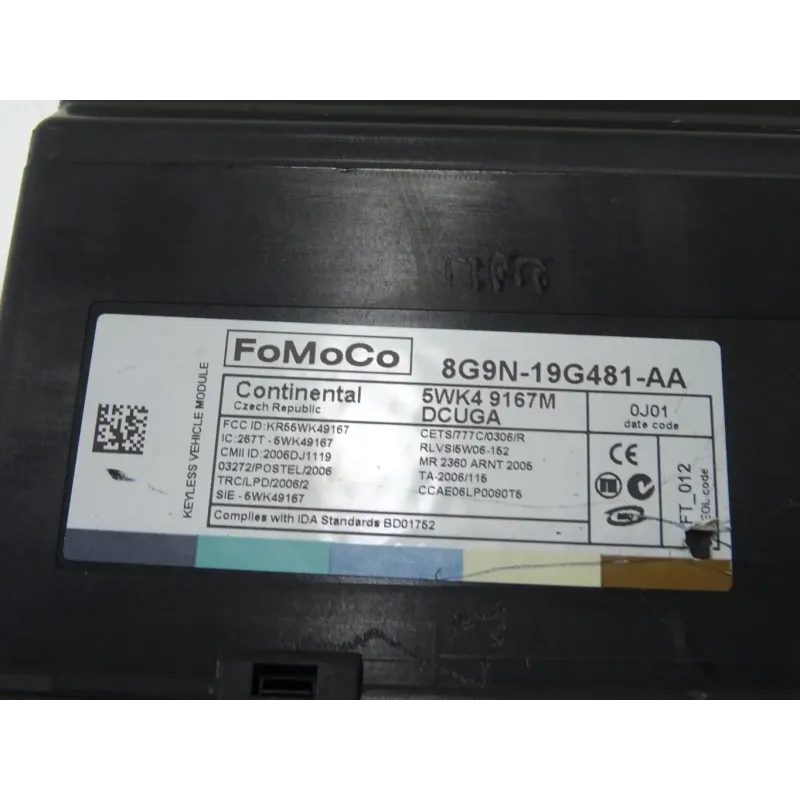 FoMoCo 8G9N-19G481-AA
KEYLESS VEHICLE MODULE
Continental
Czech Republic
5WK4 9167M
DCUGA
0J01
date code
FCC ID:KR55WK49167
IC:267T - 5WK49167
CMII ID:2006DJ1119
03272/POSTEL/2006
TRC/LPD/2006/2
SIE - 5WK49167
CETS/777C/0306/R
RLVSI5W06-152
MR 2360 ARNT 2005
TA-2006/115
CCAE06LP0090T5
CE
FT_012
EOL-code
Complies with IDA Standards BD01752